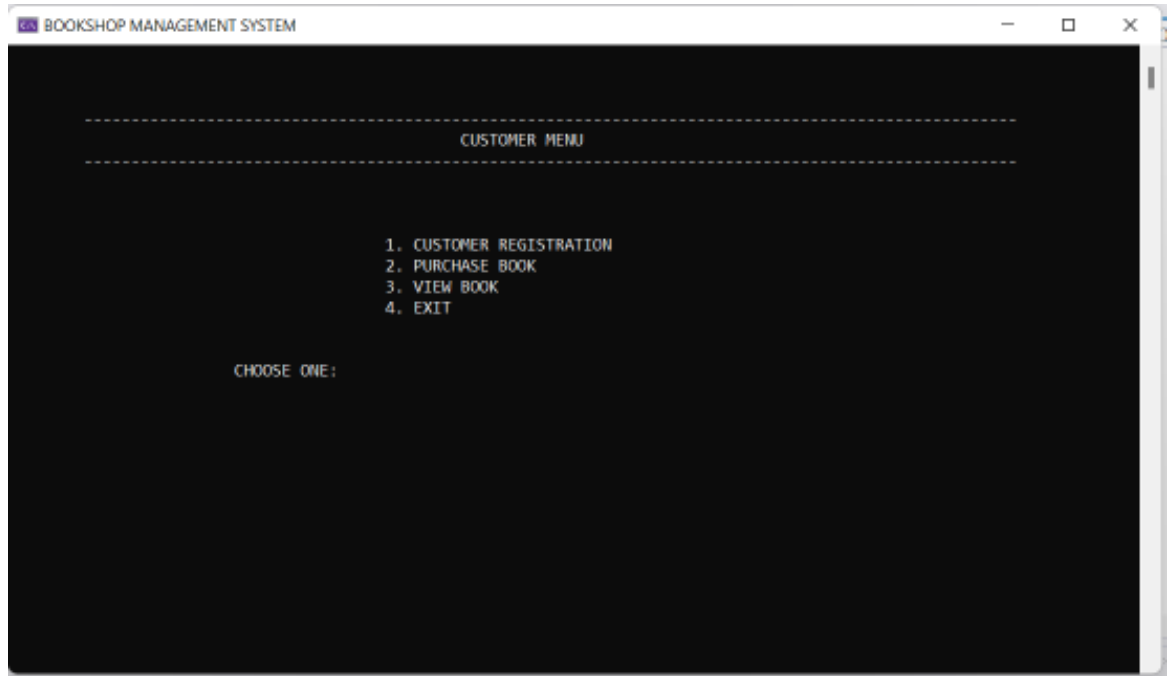 BOOKSHOP MANAGEMENT SYSTEM
CUSTOMER MENU
1. CUSTOMER REGISTRATION
2. PURCHASE BOOK
3. VIEW BOOK
4. EXIT
CHOOSE ONE: